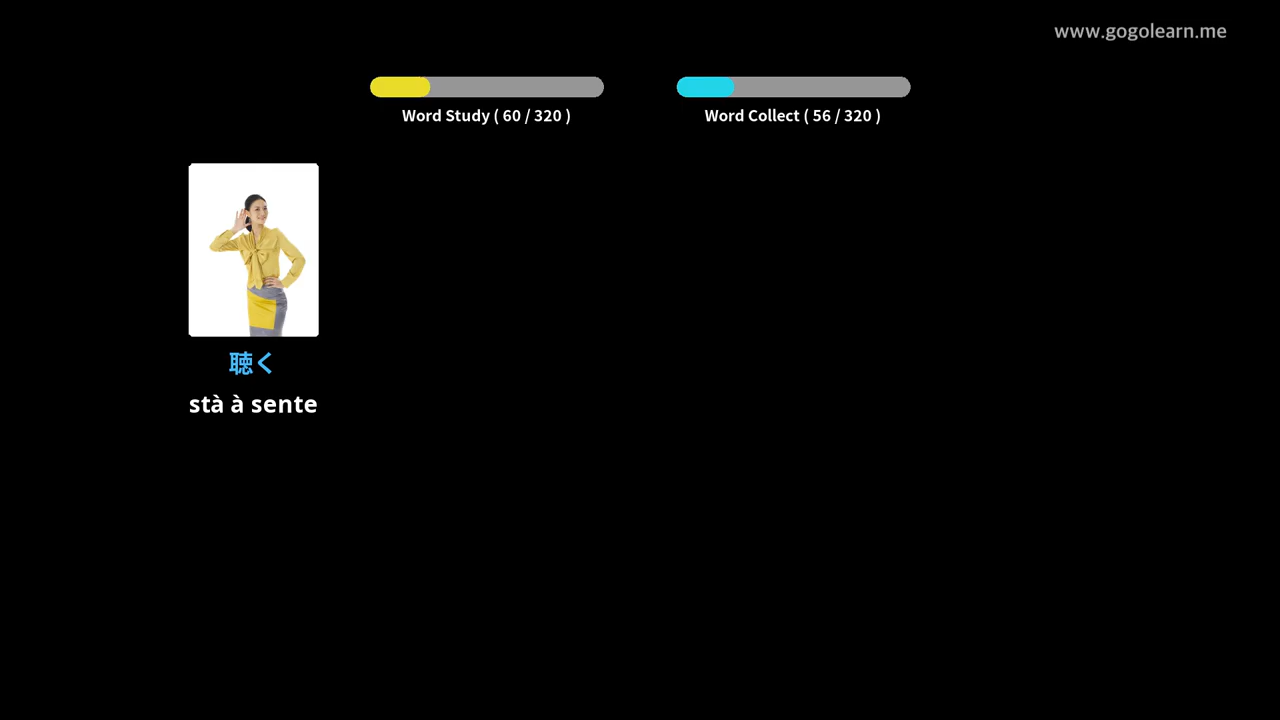 www.gogolearn.me
Word Study ( 60 / 320 )
Word Collect ( 56 / 320 )
聴く
stà à sente